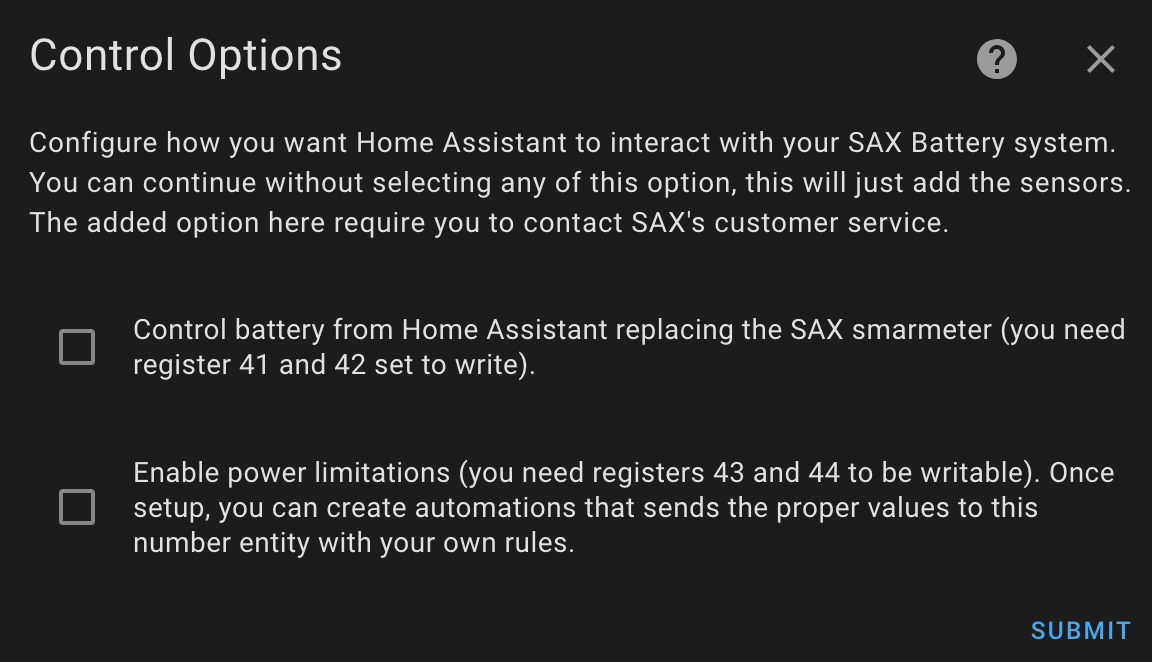 Control Options
Configure how you want Home Assistant to interact with your SAX Battery system.
You can continue without selecting any of this option, this will just add the sensors.
The added option here require you to contact SAX's customer service.
Control battery from Home Assistant replacing the SAX smarmeter (you need
register 41 and 42 set to write).
Enable power limitations (you need registers 43 and 44 to be writable). Once
setup, you can create automations that sends the proper values to this
number entity with your own rules.
SUBMIT